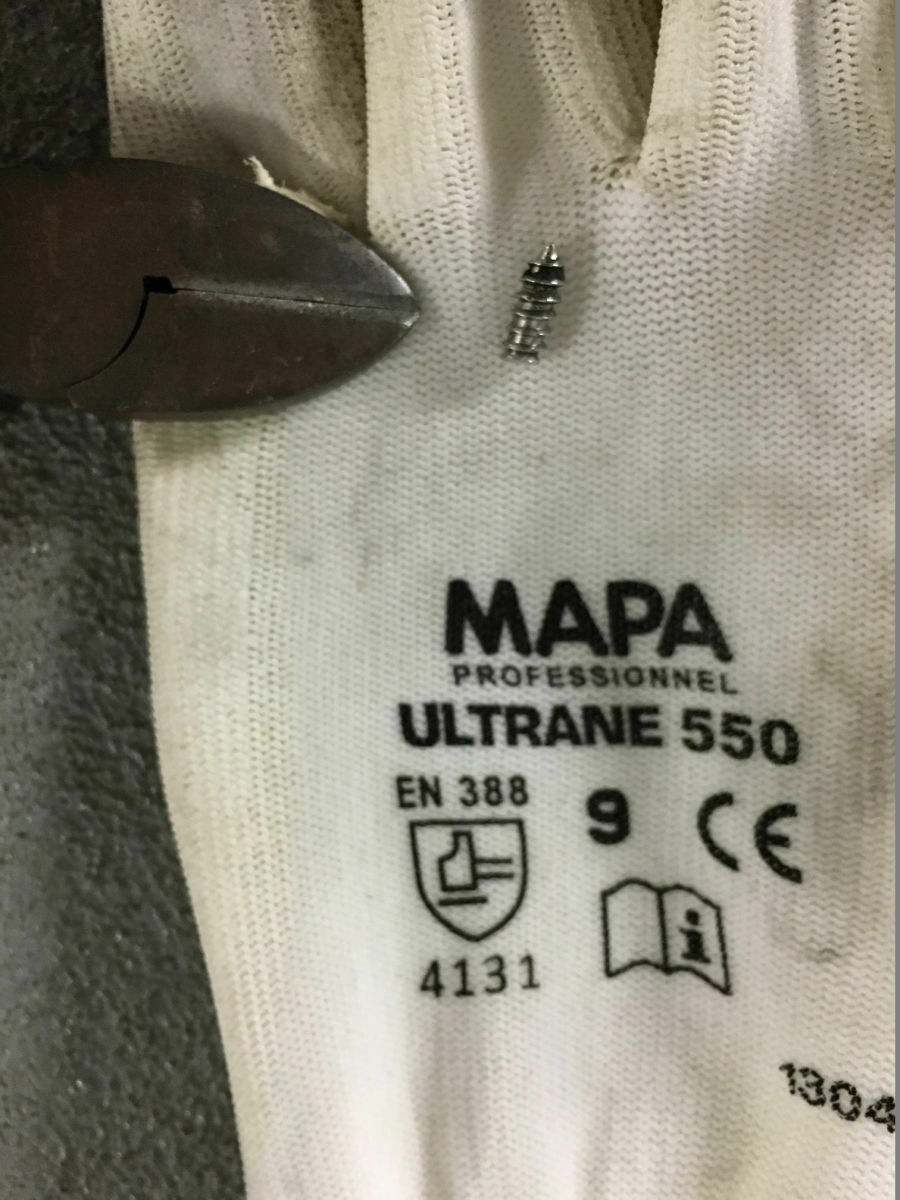 MAPA
PROFESSIONNEL
ULTRANE 550
EN 388
9 CE
i
4131
1304